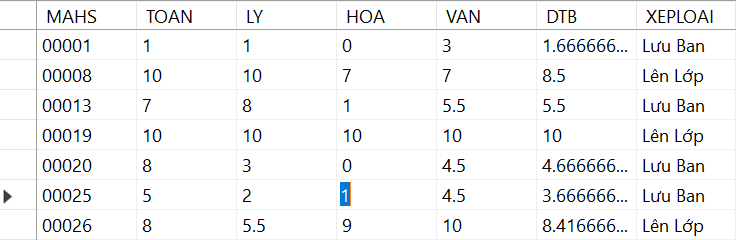 MAHS TOAN LY HOA VAN DTB XEPLOAI
00001 1 1 0 3 1.666666... Lưu Ban
00008 10 10 7 7 8.5 Lên Lớp
00013 7 8 1 5.5 5.5 Lưu Ban
00019 10 10 10 10 10 Lên Lớp
00020 8 3 0 4.5 4.666666... Lưu Ban
00025 5 2 1 4.5 3.666666... Lưu Ban
00026 8 5.5 9 10 8.416666... Lên Lớp